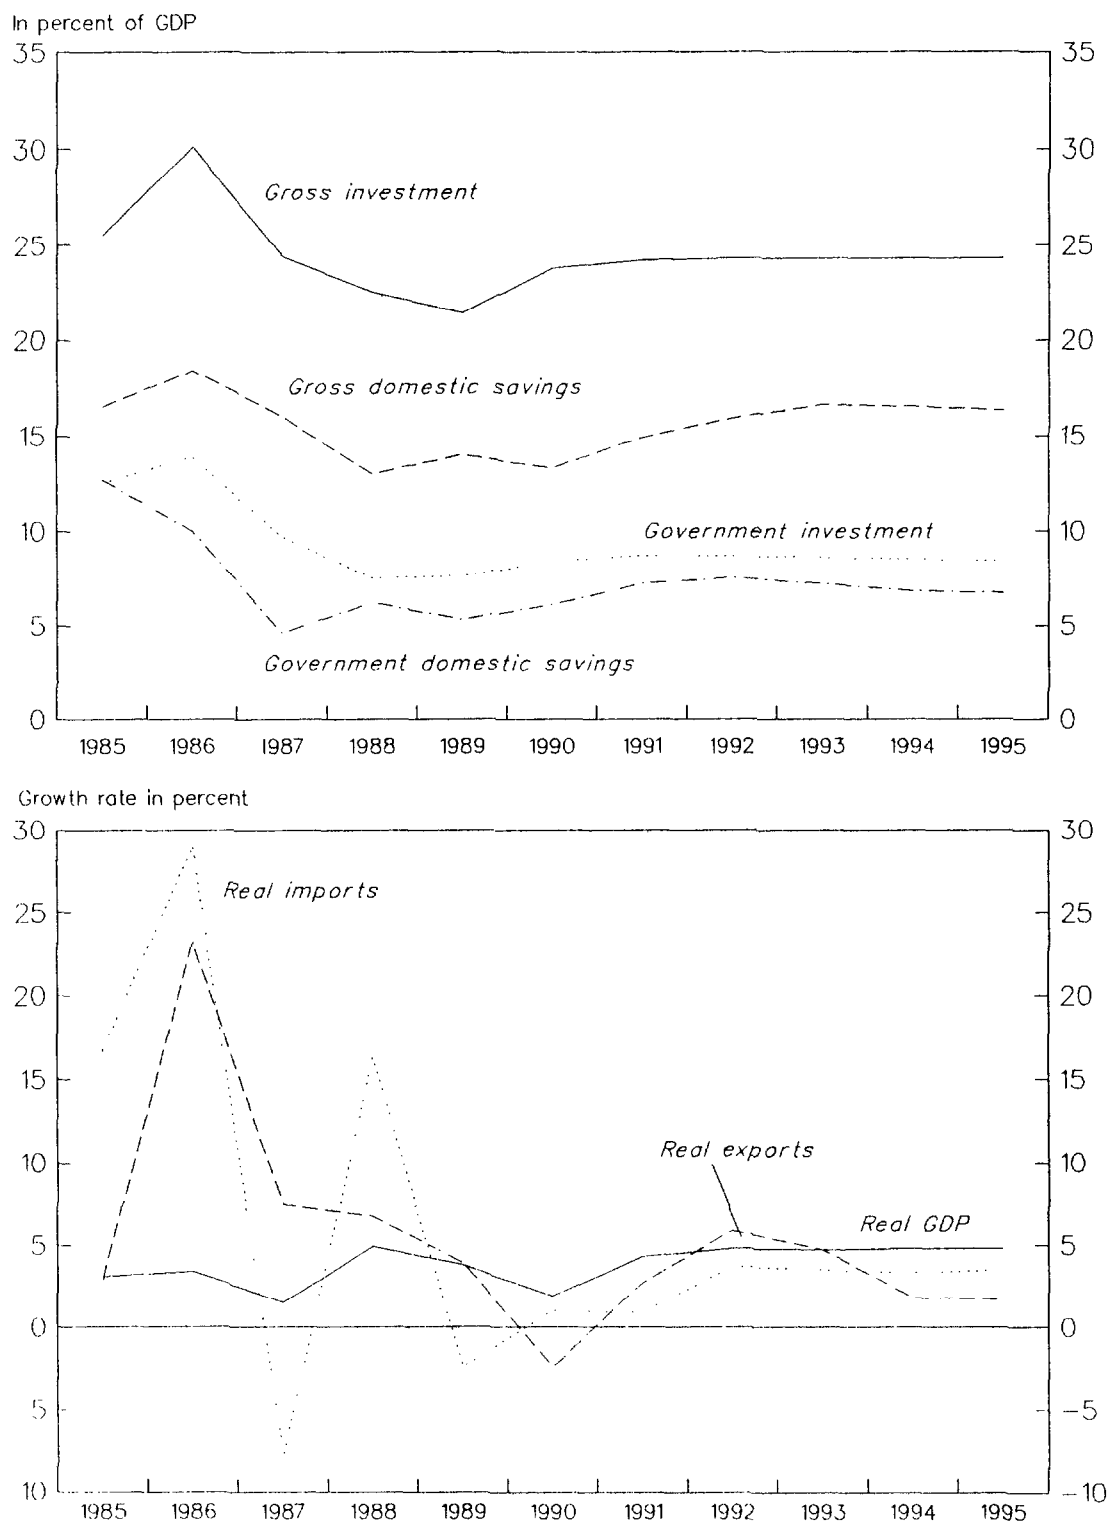 In percent of GDP
35 35
30 30
Gross investment
25 25
20 20
Gross domestic savings
15 15
10 Government investment 10
5 5
Government domestic savings
0 0
1985 1986 1987 1988 1989 1990 1991 1992 1993 1994 1995
Growth rate in percent
30 30
Real imports
25 25
20 20
15 15
Real exports
10 10
Real GDP
5 5
0 0
5 -5
10 -10
1985 1986 1987 1988 1989 1990 1991 1992 1993 1994 1995